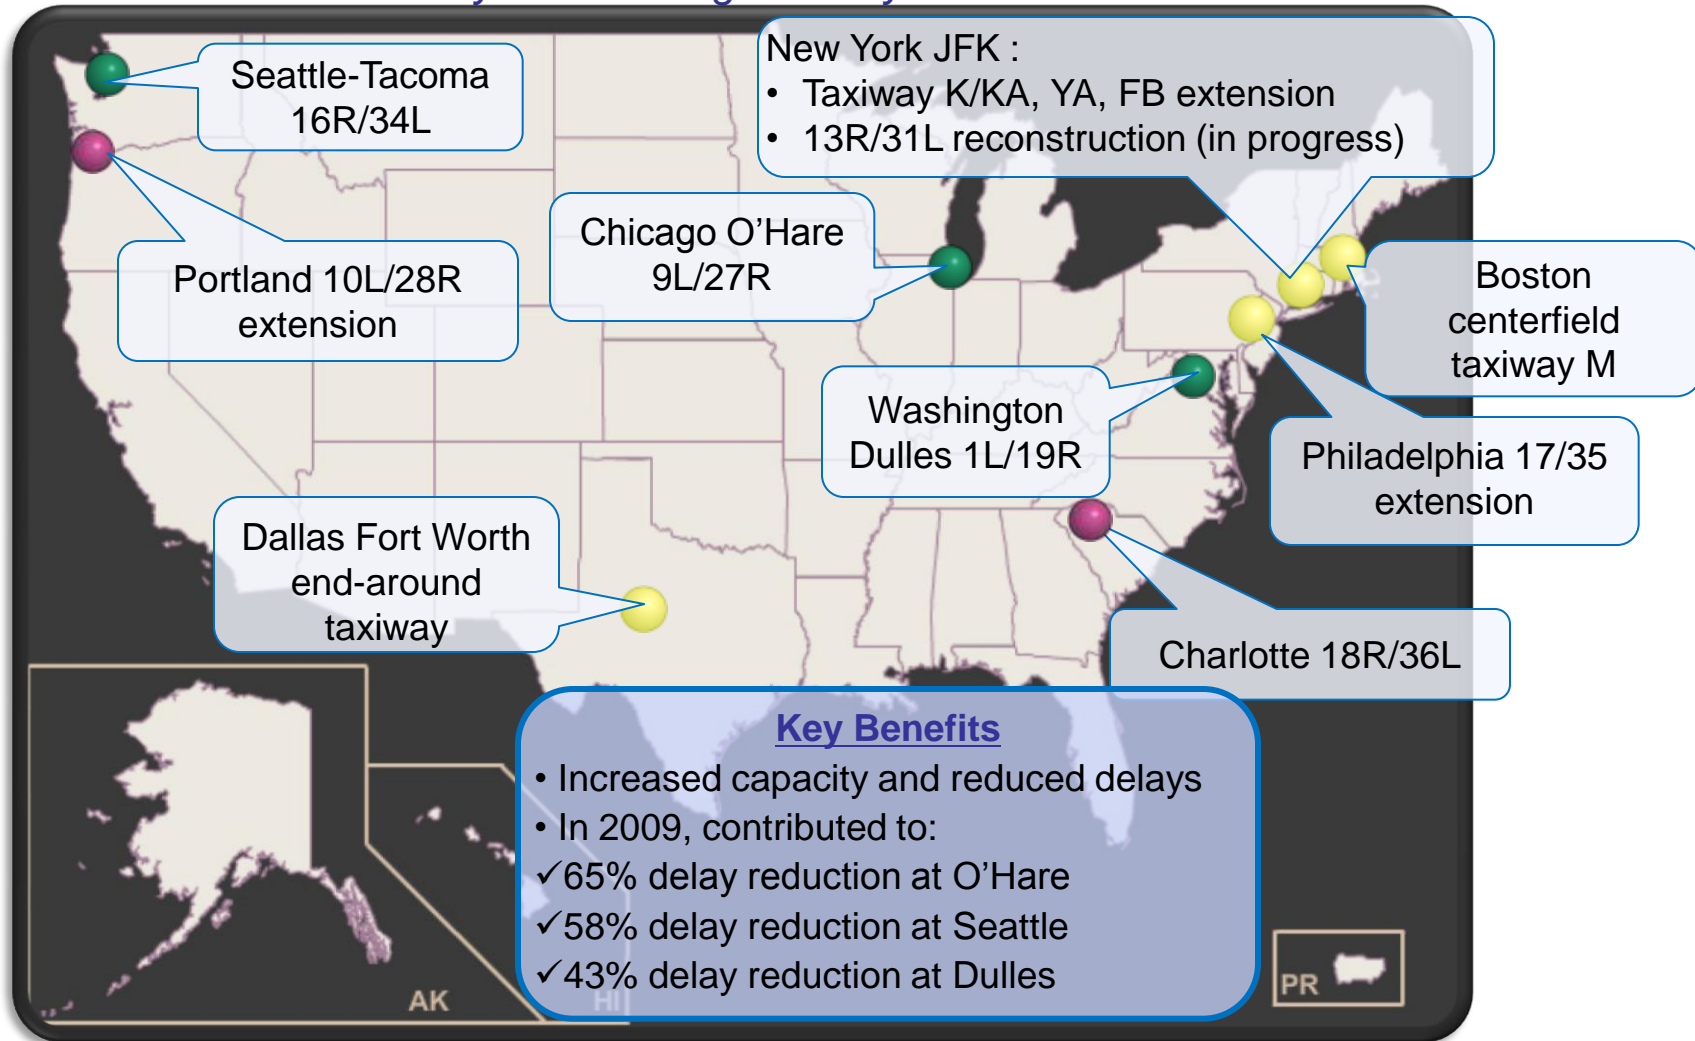 New York JFK :
• Taxiway K/KA, YA, FB extension
• 13R/31L reconstruction (in progress)
Seattle-Tacoma
16R/34L
Portland 10L/28R
extension
Chicago O’Hare
9L/27R
Boston
centerfield
taxiway M
Washington
Dulles 1L/19R
Philadelphia 17/35
extension
Dallas Fort Worth
end-around
taxiway
Charlotte 18R/36L
Key Benefits
• Increased capacity and reduced delays
• In 2009, contributed to:
✓65% delay reduction at O’Hare
✓58% delay reduction at Seattle
✓43% delay reduction at Dulles
AK
HI
PR